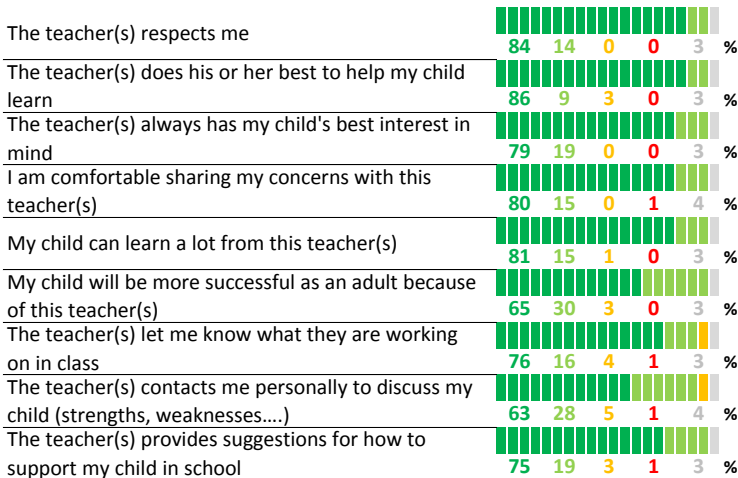 The teacher(s) respects me
84 14 0 0 3 %
The teacher(s) does his or her best to help my child
learn
86 9 3 0 3 %
The teacher(s) always has my child's best interest in
mind
79 19 0 0 3 %
I am comfortable sharing my concerns with this
teacher(s)
80 15 0 1 4 %
My child can learn a lot from this teacher(s)
81 15 1 0 3 %
My child will be more successful as an adult because
of this teacher(s)
65 30 3 0 3 %
The teacher(s) let me know what they are working
on in class
76 16 4 1 3 %
The teacher(s) contacts me personally to discuss my
child (strengths, weaknesses....)
63 28 5 1 4 %
The teacher(s) provides suggestions for how to
support my child in school
75 19 3 1 3 %